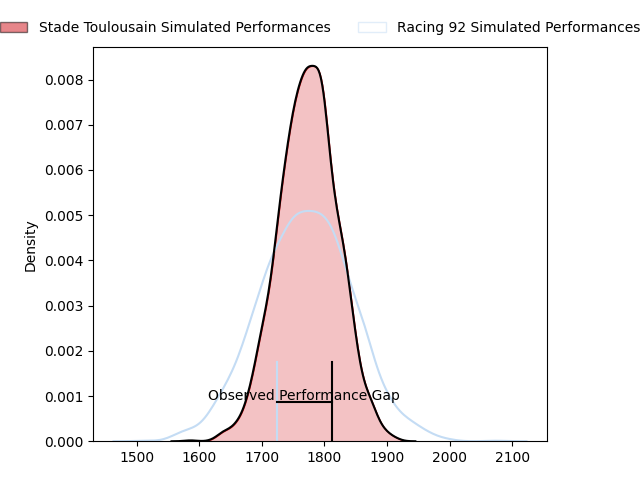 Stade Toulousain Simulated Performances
Racing 92 Simulated Performances
0.008
0.007
0.006
0.005
0.004
0.003
0.002
0.001
0.000
Density
Observed Performance Gap
1500 1600 1700 1800 1900 2000 2100